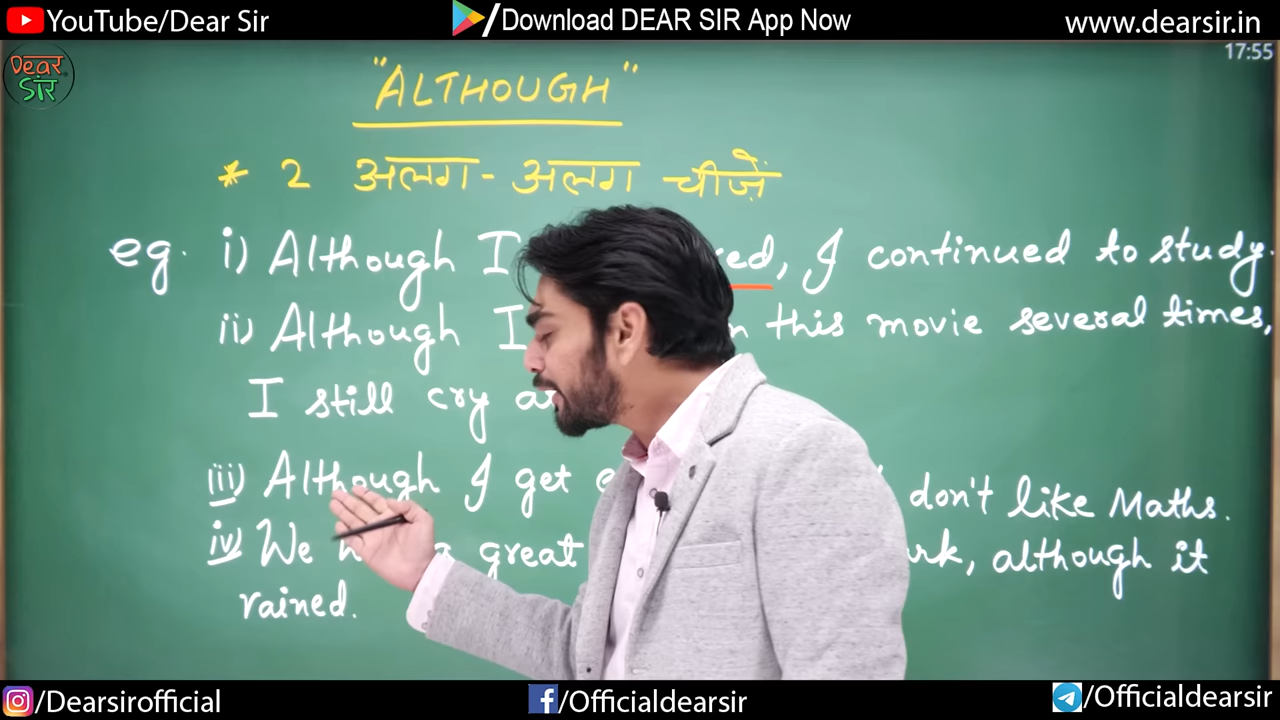 YouTube/Dear Sir
/Download DEAR SIR App Now
www.dearsir.in
17:55
Dear
Sir
"ALTHOUGH"
* 2 अलग-अलग चीज़ें
eg. i) Although I red, I continued to study.
ii) Although I this movie several times,
I still cry
iii) Although I get don't like Maths.
iv) We great although it
rained.
/Dearsirofficial
/Officialdearsir
/Officialdearsir